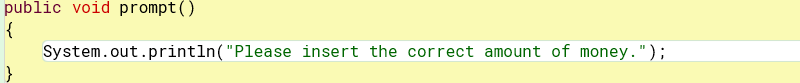 public void prompt()
{
    System.out.println("Please insert the correct amount of money.");
}